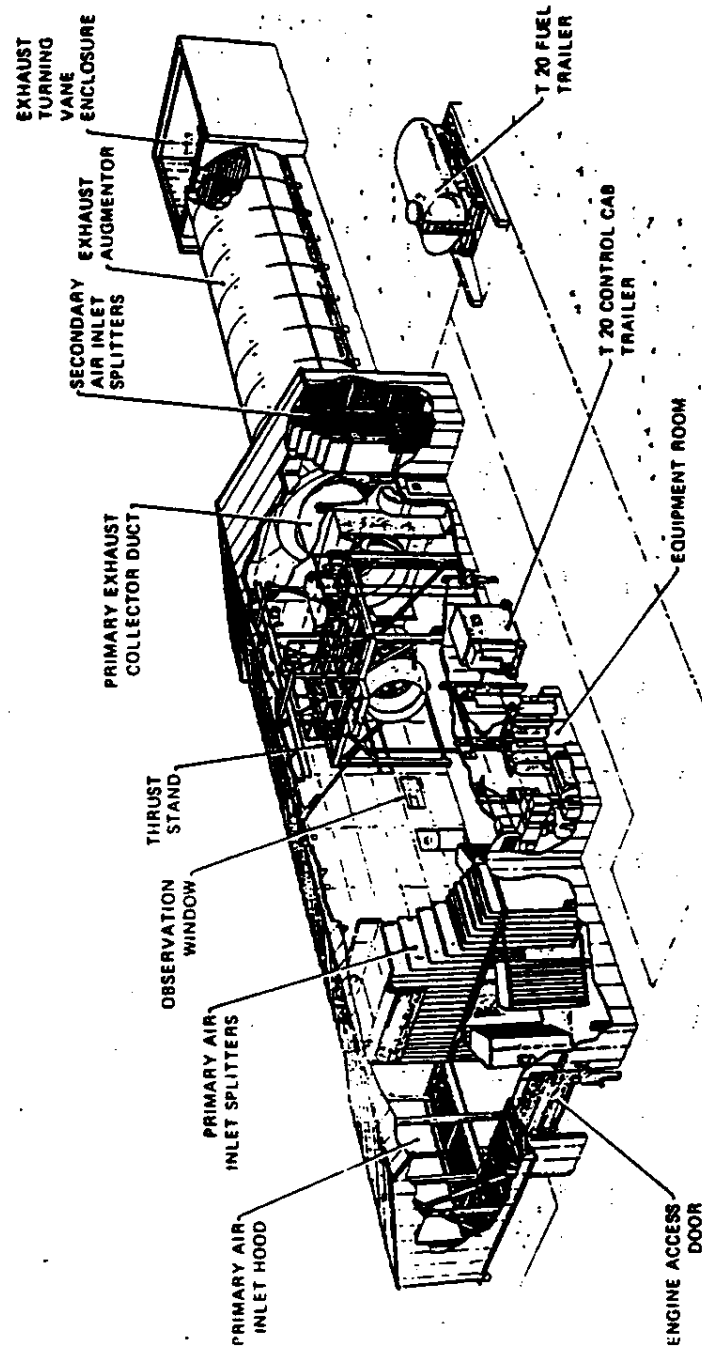 EXHAUST
TURNING
VANE
ENCLOSURE
EXHAUST
AUGMENTOR
SECONDARY
AIR INLET
SPLITTERS
PRIMARY EXHAUST
COLLECTOR DUCT
THRUST
STAND
OBSERVATION
WINDOW
PRIMARY AIR
INLET SPLITTERS
PRIMARY AIR
INLET HOOD
T 20 FUEL
TRAILER
T 20 CONTROL CAB
TRAILER
EQUIPMENT ROOM
ENGINE ACCESS
DOOR